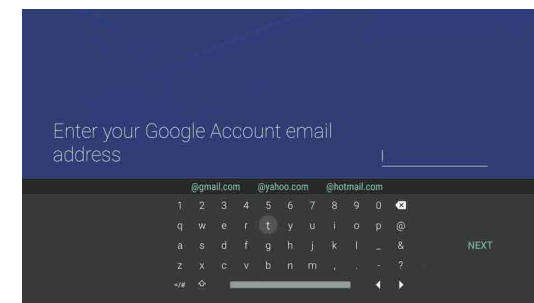 Enter your Google Account email
address
@gmail.com @yahoo.com @hotmail.com
1 2 3 4 5 6 7 8 9 0
q w e r t y u i o p @
a s d f g h j k l _ & NEXT
z x c v b n m , . - ?
~/#